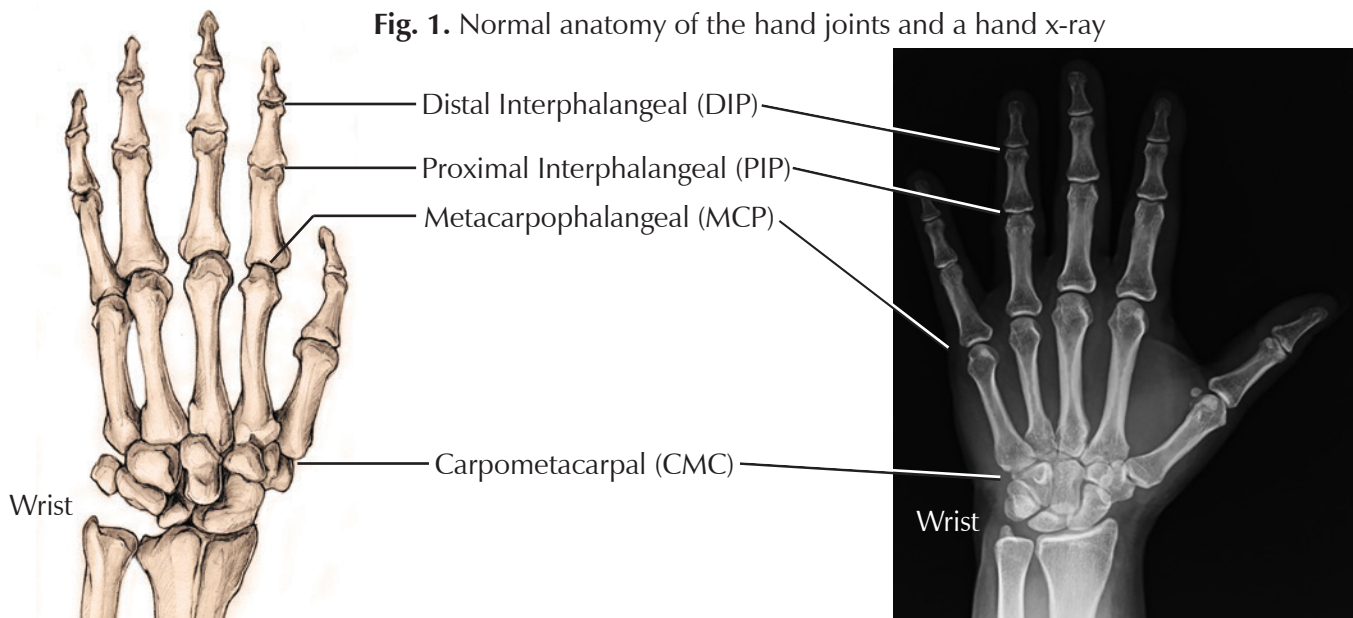 Fig. 1. Normal anatomy of the hand joints and a hand x-ray
Distal Interphalangeal (DIP)
Proximal Interphalangeal (PIP)
Metacarpophalangeal (MCP)
Carpometacarpal (CMC)
Wrist
Wrist